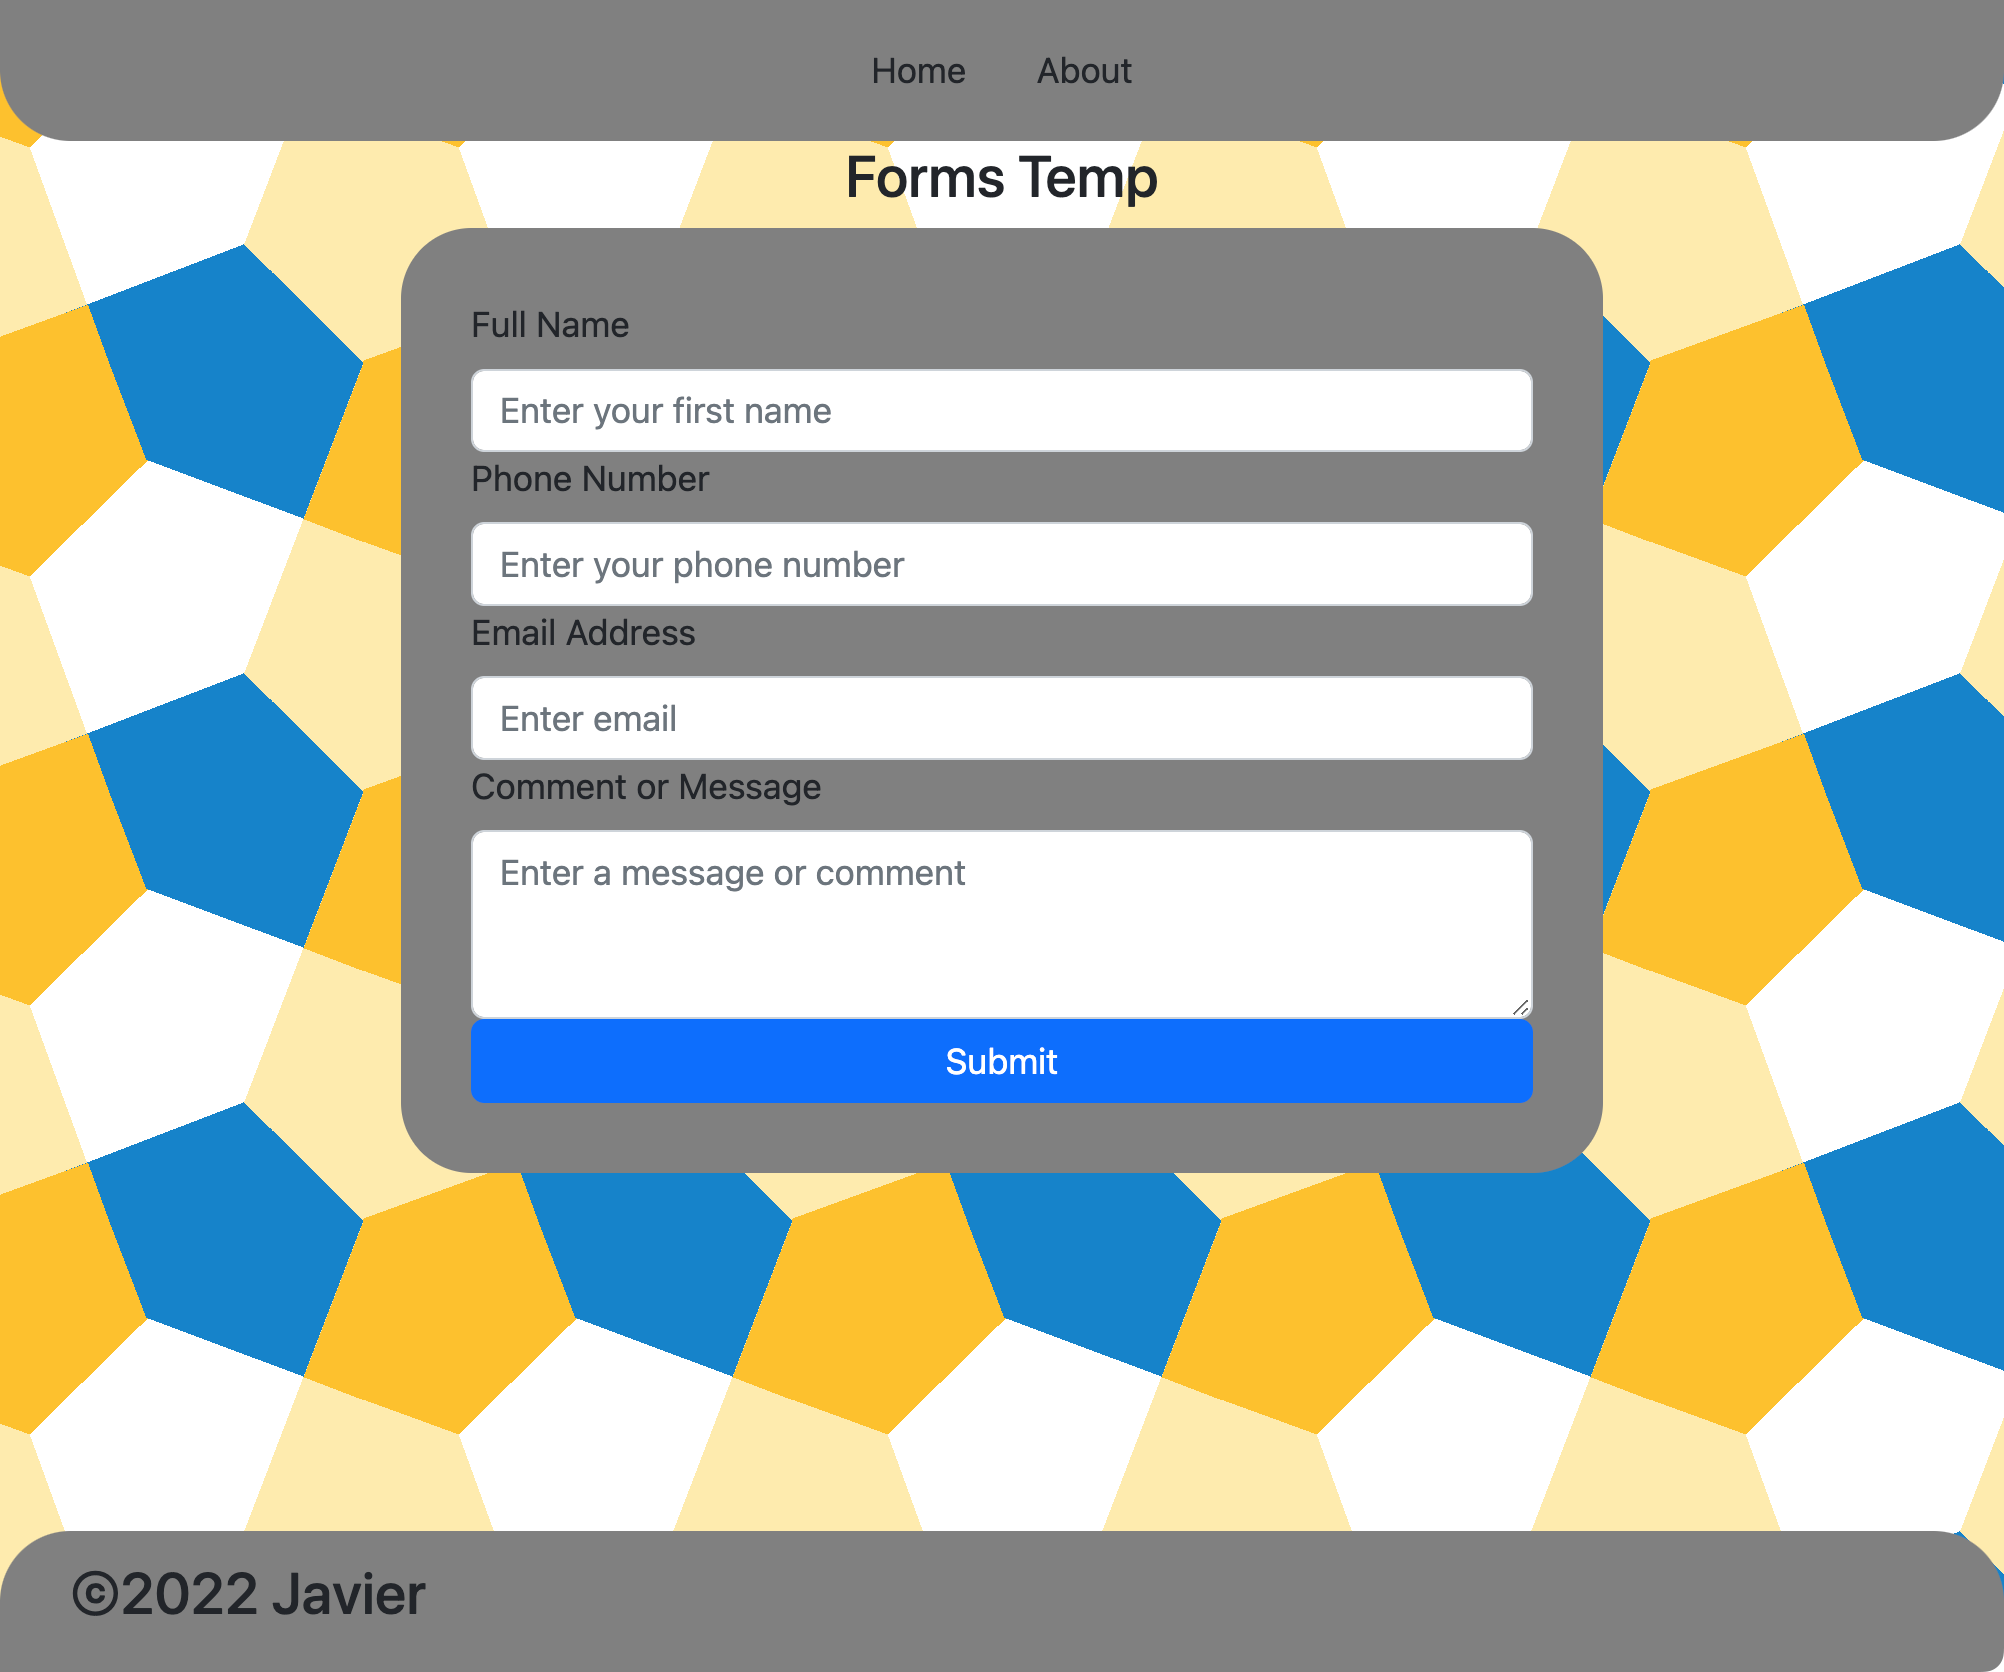 Home About
Forms Temp
Full Name
Enter your first name
Phone Number
Enter your phone number
Email Address
Enter email
Comment or Message
Enter a message or comment
Submit
©2022 Javier